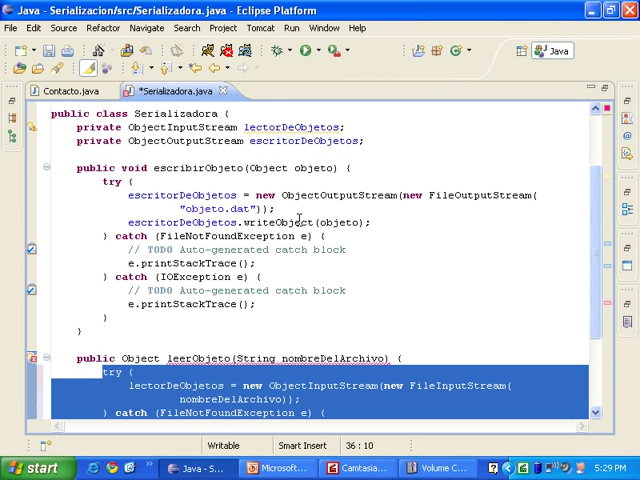 Java - Serializacion/src/Serializadora.java - Eclipse Platform
File Edit Source Refactor Navigate Search Project Tomcat Run Window Help
Java
Contacto.java *Serializadora.java
public class Serializadora {
private ObjectInputStream lectorDeObjetos;
private ObjectOutputStream escritorDeObjetos;
public void escribirObjeto(Object objeto) {
try {
escritorDeObjetos = new ObjectOutputStream(new FileOutputStream(
"objeto.dat"));
escritorDeObjetos.writeObject(objeto);
} catch (FileNotFoundException e) {
// TODO Auto-generated catch block
e.printStackTrace();
} catch (IOException e) {
// TODO Auto-generated catch block
e.printStackTrace();
}
}
public Object leerObjeto(String nombreDelArchivo) {
try {
lectorDeObjetos = new ObjectInputStream(new FileInputStream(
nombreDelArchivo));
} catch (FileNotFoundException e) {
Writable Smart Insert 36 : 10
start Java - S... Microsoft... Camtasia... Volume C... 5:29 PM